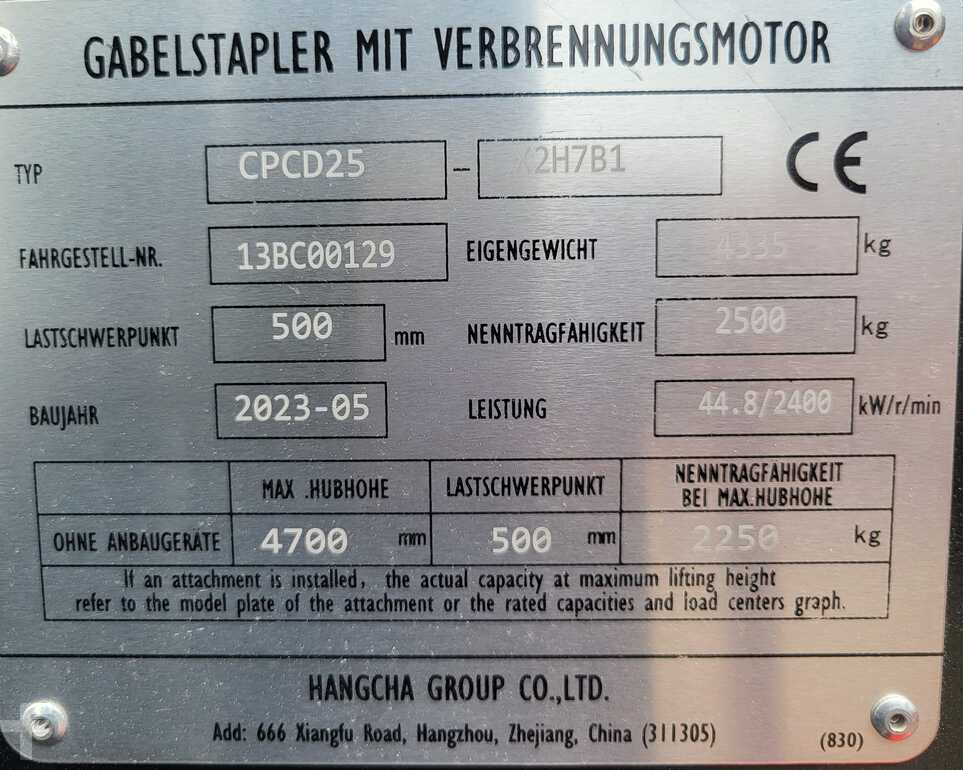 GABELSTAPLER MIT VERBRENNUNGSMOTOR
TYP CPCD25 - X2H7B1 CE
FAHRGESTELL-NR. 13BC00129 EIGENGEWICHT 4335 kg
LASTSCHWERPUNKT 500 mm NENNTRAGFAHIGKEIT 2500 kg
BAUJAHR 2023-05 LEISTUNG 44.8/2400 kW/r/min
MAX .HUBHOHE LASTSCHWERPUNKT NENNTRAGFAHIGKEIT
BEI MAX.HUBHOHE
OHNE ANBAUGERATE 4700 mm 500 mm 2250 kg
If an attachment is installed, the actual capacity at maximum lifting height
refer to the model plate of the attachment or the rated capacities and load centers graph.
HANGCHA GROUP CO.,LTD.
Add: 666 Xiangfu Road, Hangzhou, Zhejiang, China (311305) (830)